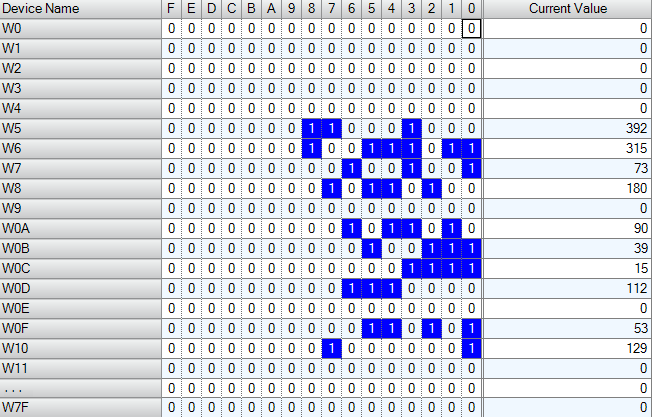 Device Name F E D C B A 9 8 7 6 5 4 3 2 1 0 Current Value
W0 0 0 0 0 0 0 0 0 0 0 0 0 0 0 0 0 0
W1 0 0 0 0 0 0 0 0 0 0 0 0 0 0 0 0 0
W2 0 0 0 0 0 0 0 0 0 0 0 0 0 0 0 0 0
W3 0 0 0 0 0 0 0 0 0 0 0 0 0 0 0 0 0
W4 0 0 0 0 0 0 0 0 0 0 0 0 0 0 0 0 0
W5 0 0 0 0 0 0 0 1 1 0 0 0 1 0 0 0 392
W6 0 0 0 0 0 0 0 1 0 0 1 1 1 0 1 1 315
W7 0 0 0 0 0 0 0 0 0 1 0 0 1 0 0 1 73
W8 0 0 0 0 0 0 0 0 1 0 1 1 0 1 0 0 180
W9 0 0 0 0 0 0 0 0 0 0 0 0 0 0 0 0 0
W0A 0 0 0 0 0 0 0 0 0 1 0 1 1 0 1 0 90
W0B 0 0 0 0 0 0 0 0 0 0 1 0 0 1 1 1 39
W0C 0 0 0 0 0 0 0 0 0 0 0 0 1 1 1 1 15
W0D 0 0 0 0 0 0 0 0 0 1 1 1 0 0 0 0 112
W0E 0 0 0 0 0 0 0 0 0 0 0 0 0 0 0 0 0
W0F 0 0 0 0 0 0 0 0 0 0 1 1 0 1 0 1 53
W10 0 0 0 0 0 0 0 0 1 0 0 0 0 0 0 1 129
W11 0 0 0 0 0 0 0 0 0 0 0 0 0 0 0 0 0
... 0 0 0 0 0 0 0 0 0 0 0 0 0 0 0 0 0
W7F 0 0 0 0 0 0 0 0 0 0 0 0 0 0 0 0 0